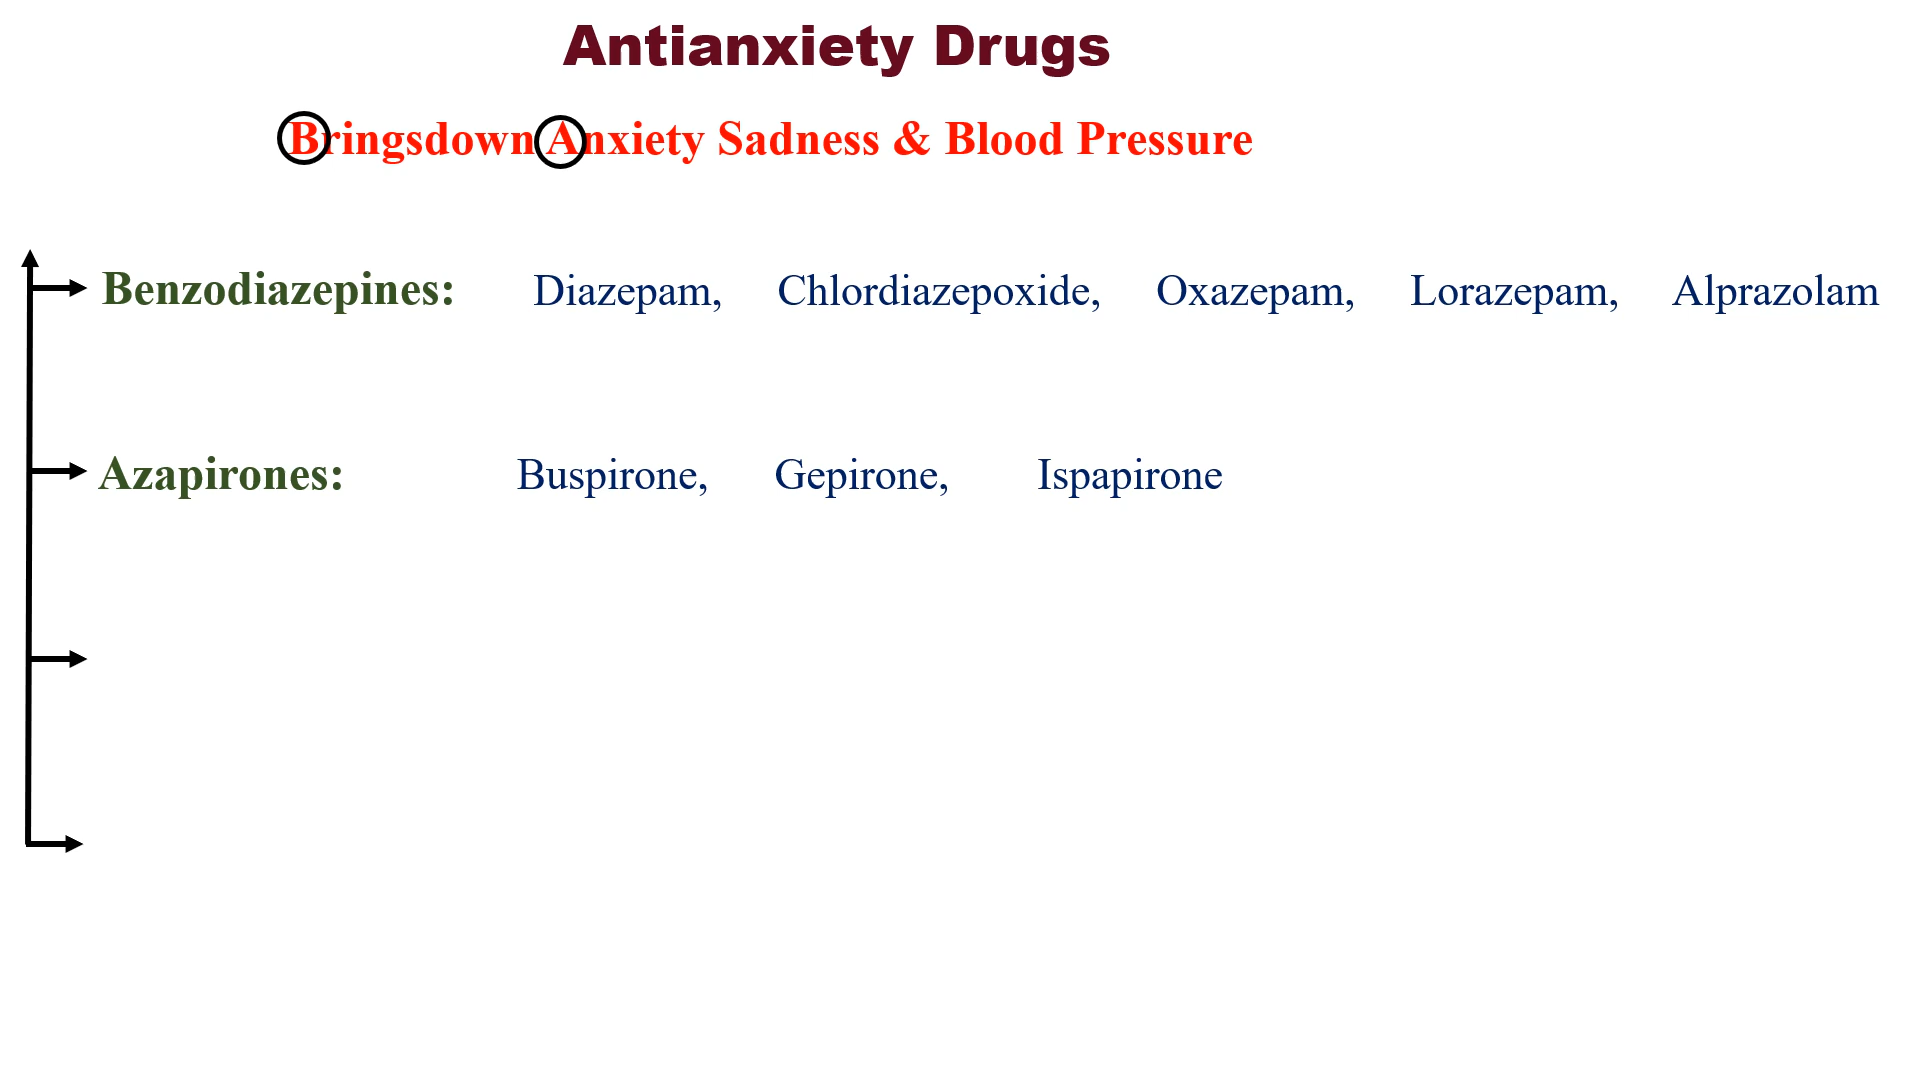 Antianxiety Drugs
Bringsdown Anxiety Sadness & Blood Pressure
Benzodiazepines: Diazepam, Chlordiazepoxide, Oxazepam, Lorazepam, Alprazolam
Azapirones: Buspirone, Gepirone, Ispapirone